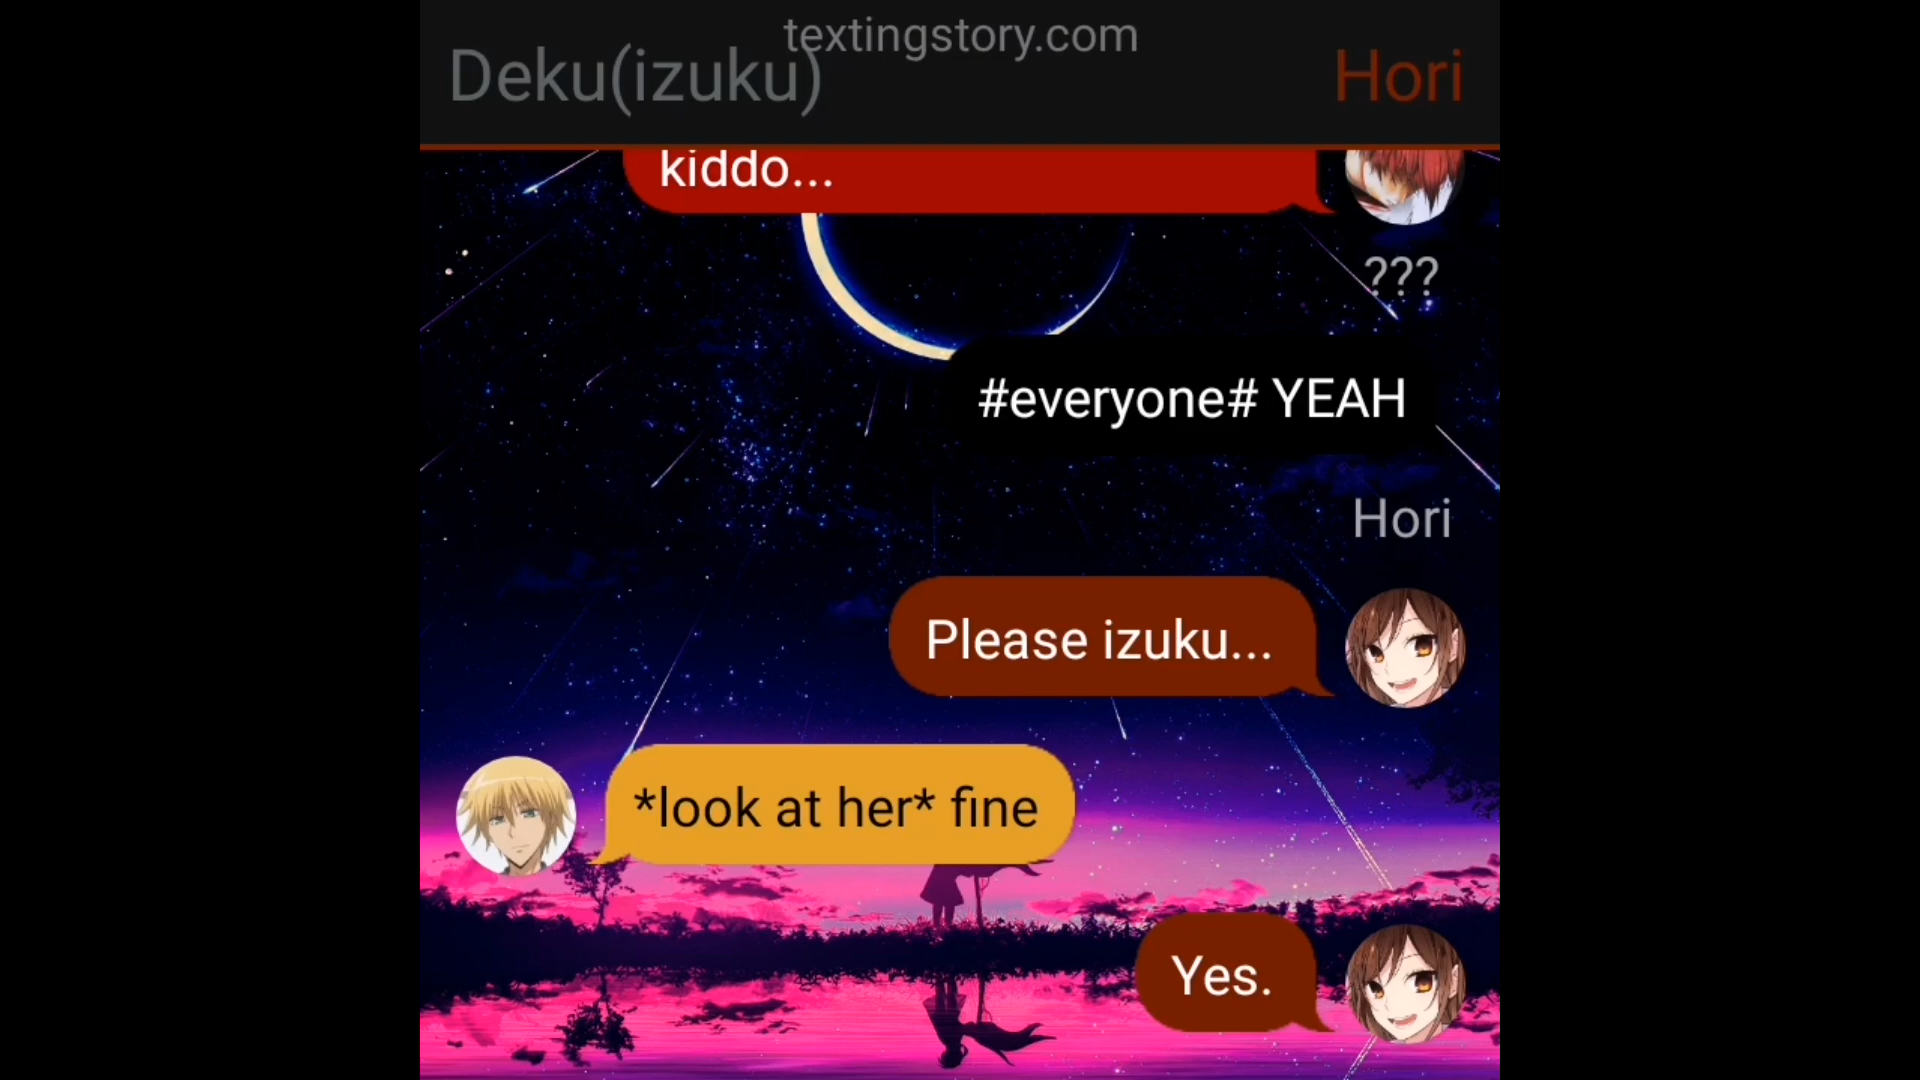 textingstory.com
Deku(izuku)
Hori
kiddo...
???
#everyone# YEAH
Hori
Please izuku...
*look at her* fine
Yes.